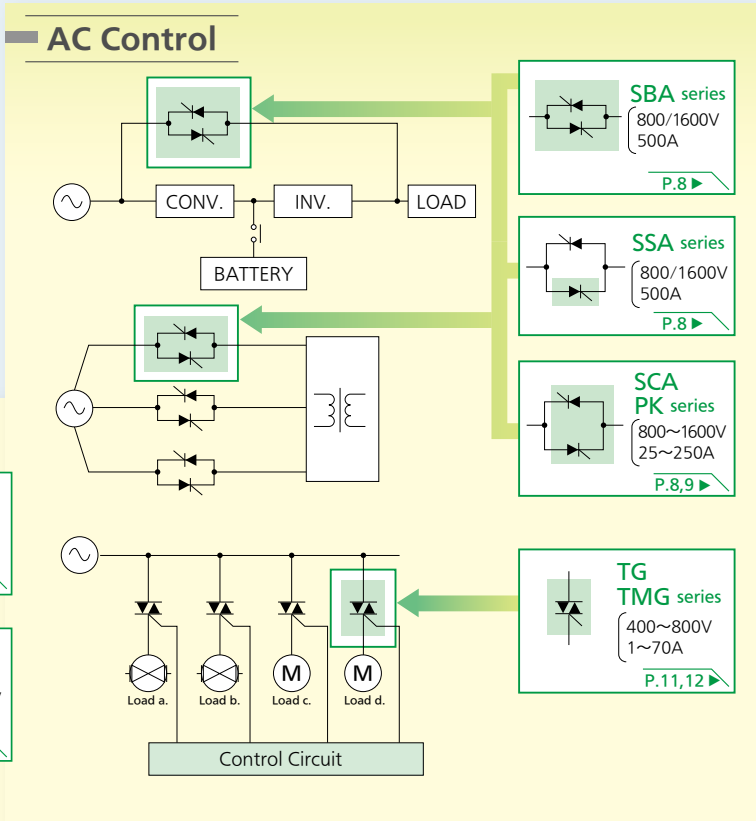 AC Control
CONV.
INV.
LOAD
BATTERY
SBA series
800/1600V
500A
P.8 ▶
SSA series
800/1600V
500A
P.8 ▶
SCA
PK series
800~1600V
25~250A
P.8,9 ▶
M
M
Load a.
Load b.
Load c.
Load d.
Control Circuit
TG
TMG series
400~800V
1~70A
P.11,12 ▶